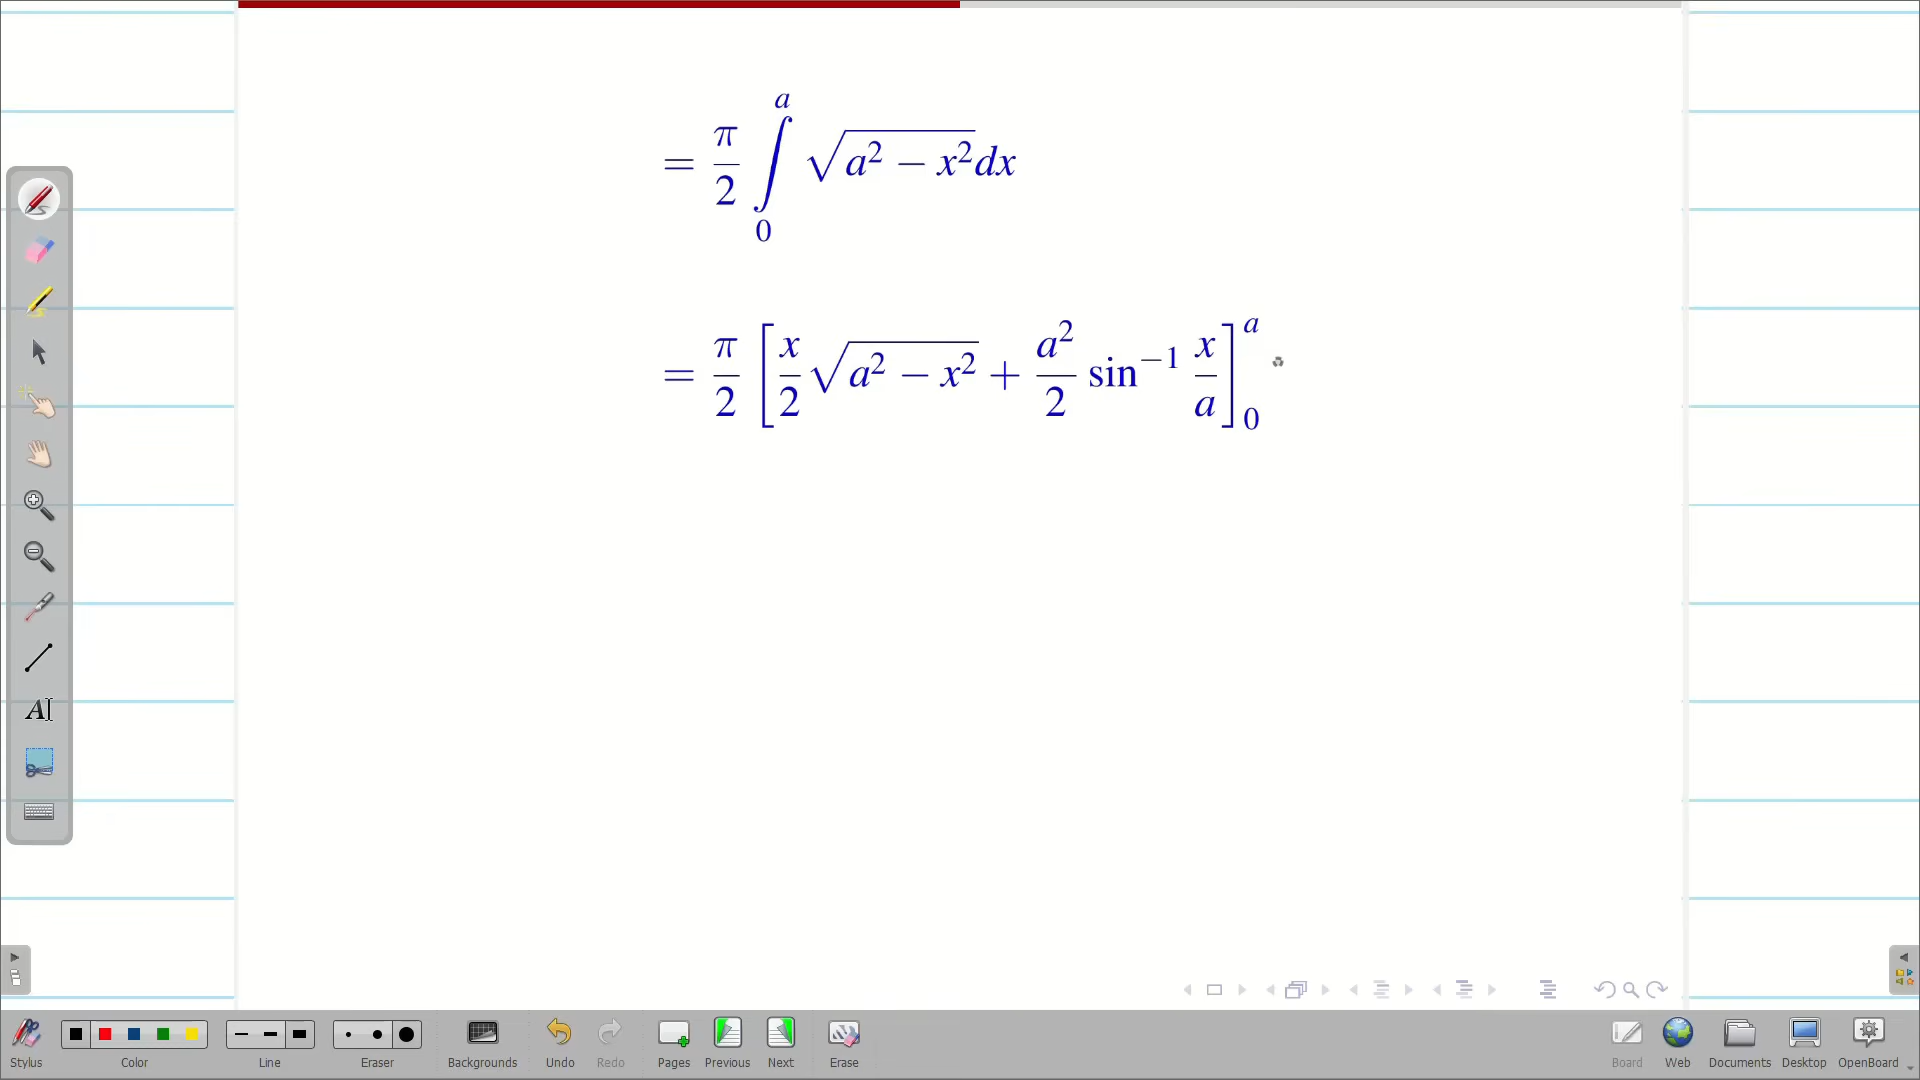 = π/2 ∫₀ᵃ √(a² − x²) dx
= π/2 [x/2 √(a² − x²) + a²/2 sin⁻¹ x/a]₀ᵃ
A
Stylus Color Line Eraser Backgrounds Undo Redo Pages Previous Next Erase Board Web Documents Desktop OpenBoard